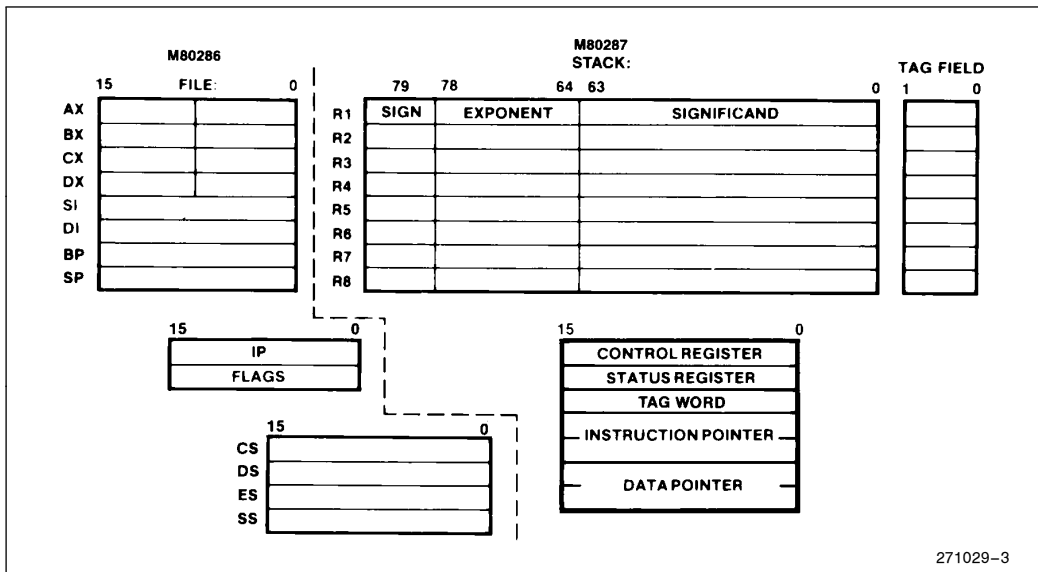 M80286
15 FILE: 0
AX
BX
CX
DX
SI
DI
BP
SP
M80287
STACK:
79 78 64 63 0
R1 SIGN EXPONENT SIGNIFICAND
R2
R3
R4
R5
R6
R7
R8
TAG FIELD
1 0
15 0
IP
FLAGS
15 0
CS
DS
ES
SS
15 0
CONTROL REGISTER
STATUS REGISTER
TAG WORD
INSTRUCTION POINTER
DATA POINTER
271029-3